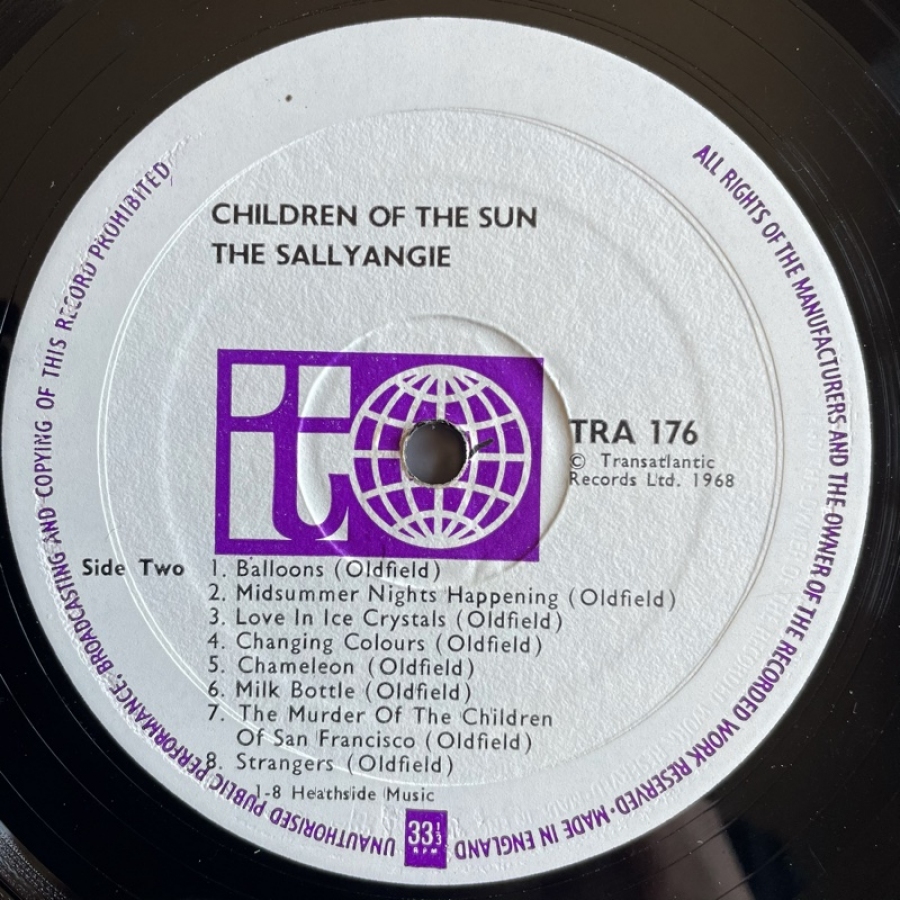 CHILDREN OF THE SUN
THE SALLYANGIE
it
TRA 176
© Transatlantic
Records Ltd. 1968
Side Two
1. Balloons (Oldfield)
2. Midsummer Nights Happening (Oldfield)
3. Love In Ice Crystals (Oldfield)
4. Changing Colours (Oldfield)
5. Chameleon (Oldfield)
6. Milk Bottle (Oldfield)
7. The Murder Of The Children
Of San Francisco (Oldfield)
8. Strangers (Oldfield)
1-8 Heathside Music
33 1/3
RPM
ALL RIGHTS OF THE MANUFACTURERS AND THE OWNER OF THE RECORDED WORK RESERVED · MADE IN ENGLAND
UNAUTHORISED PUBLIC PERFORMANCE, BROADCASTING AND COPYING OF THIS RECORD PROHIBITED